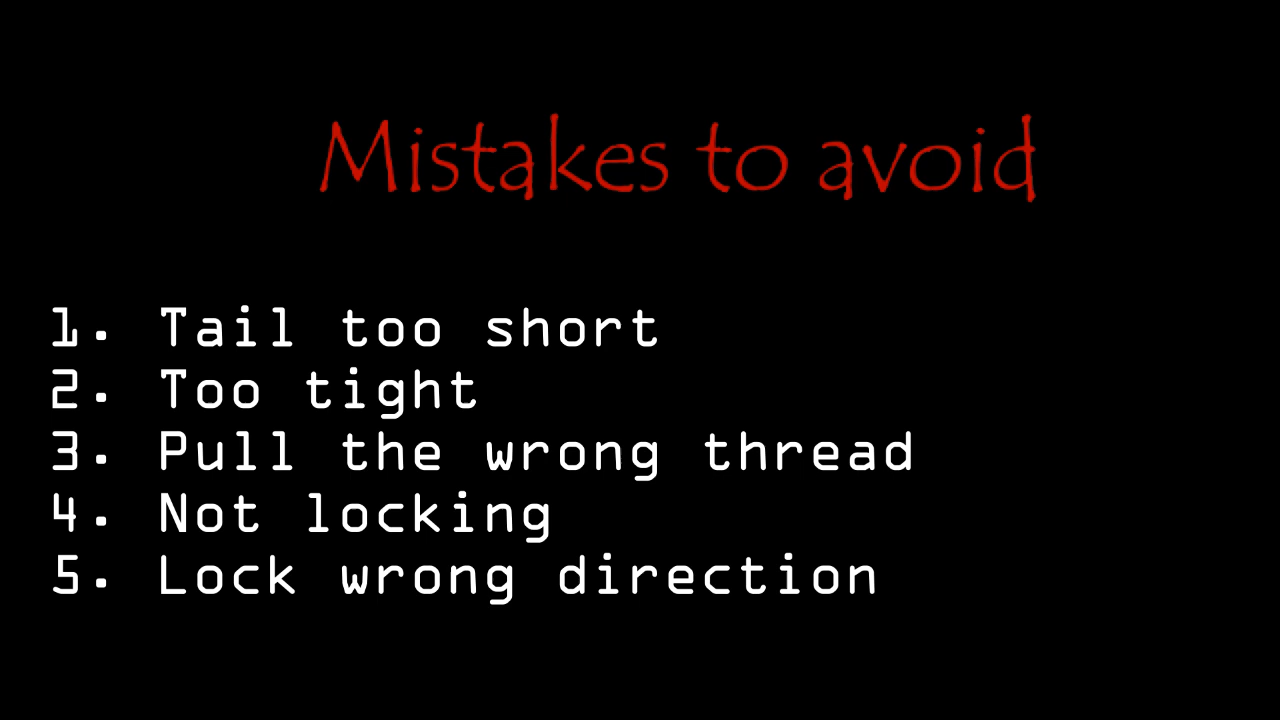 Mistakes to avoid
1. Tail too short
2. Too tight
3. Pull the wrong thread
4. Not locking
5. Lock wrong direction